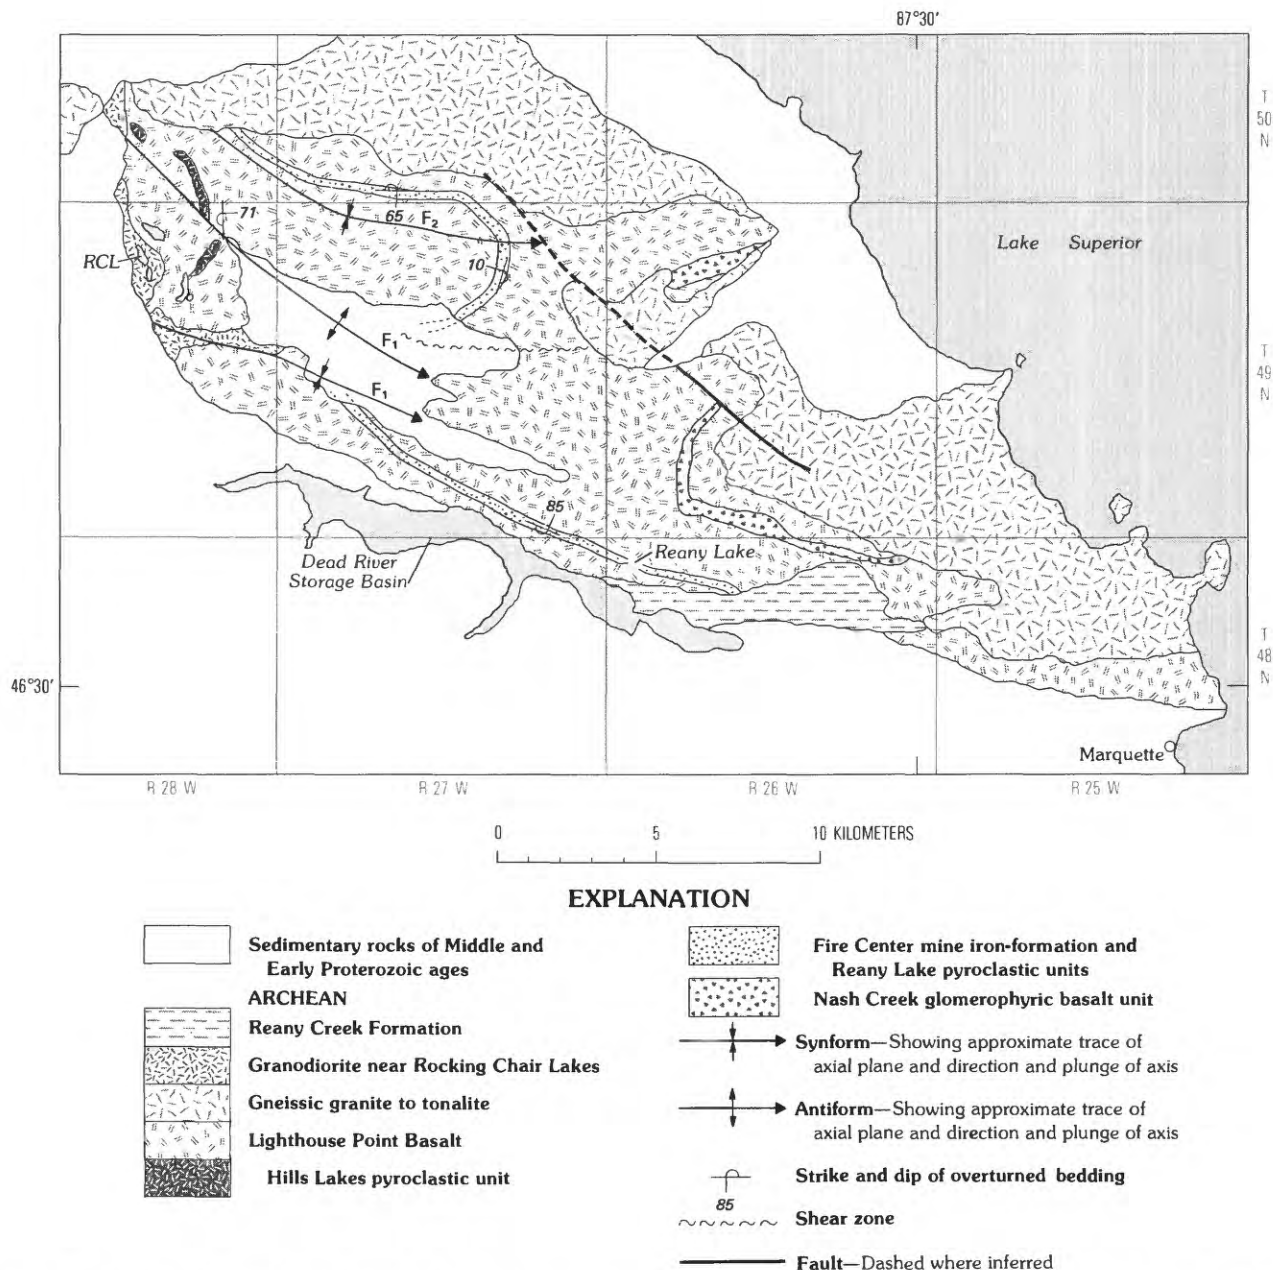 87°30'
T
50
N
71
65
F2
RCL
10
Lake Superior
F1
T
49
N
F1
85
Reany Lake
Dead River
Storage Basin
T
48
N
46°30'
Marquette
R 28 W
R 27 W
R 26 W
R 25 W
0
5
10 KILOMETERS
EXPLANATION
Sedimentary rocks of Middle and
Early Proterozoic ages
ARCHEAN
Reany Creek Formation
Granodiorite near Rocking Chair Lakes
Gneissic granite to tonalite
Lighthouse Point Basalt
Hills Lakes pyroclastic unit
Fire Center mine iron-formation and
Reany Lake pyroclastic units
Nash Creek glomerophyric basalt unit
Synform—Showing approximate trace of
axial plane and direction and plunge of axis
Antiform—Showing approximate trace of
axial plane and direction and plunge of axis
Strike and dip of overturned bedding
85
Shear zone
Fault—Dashed where inferred